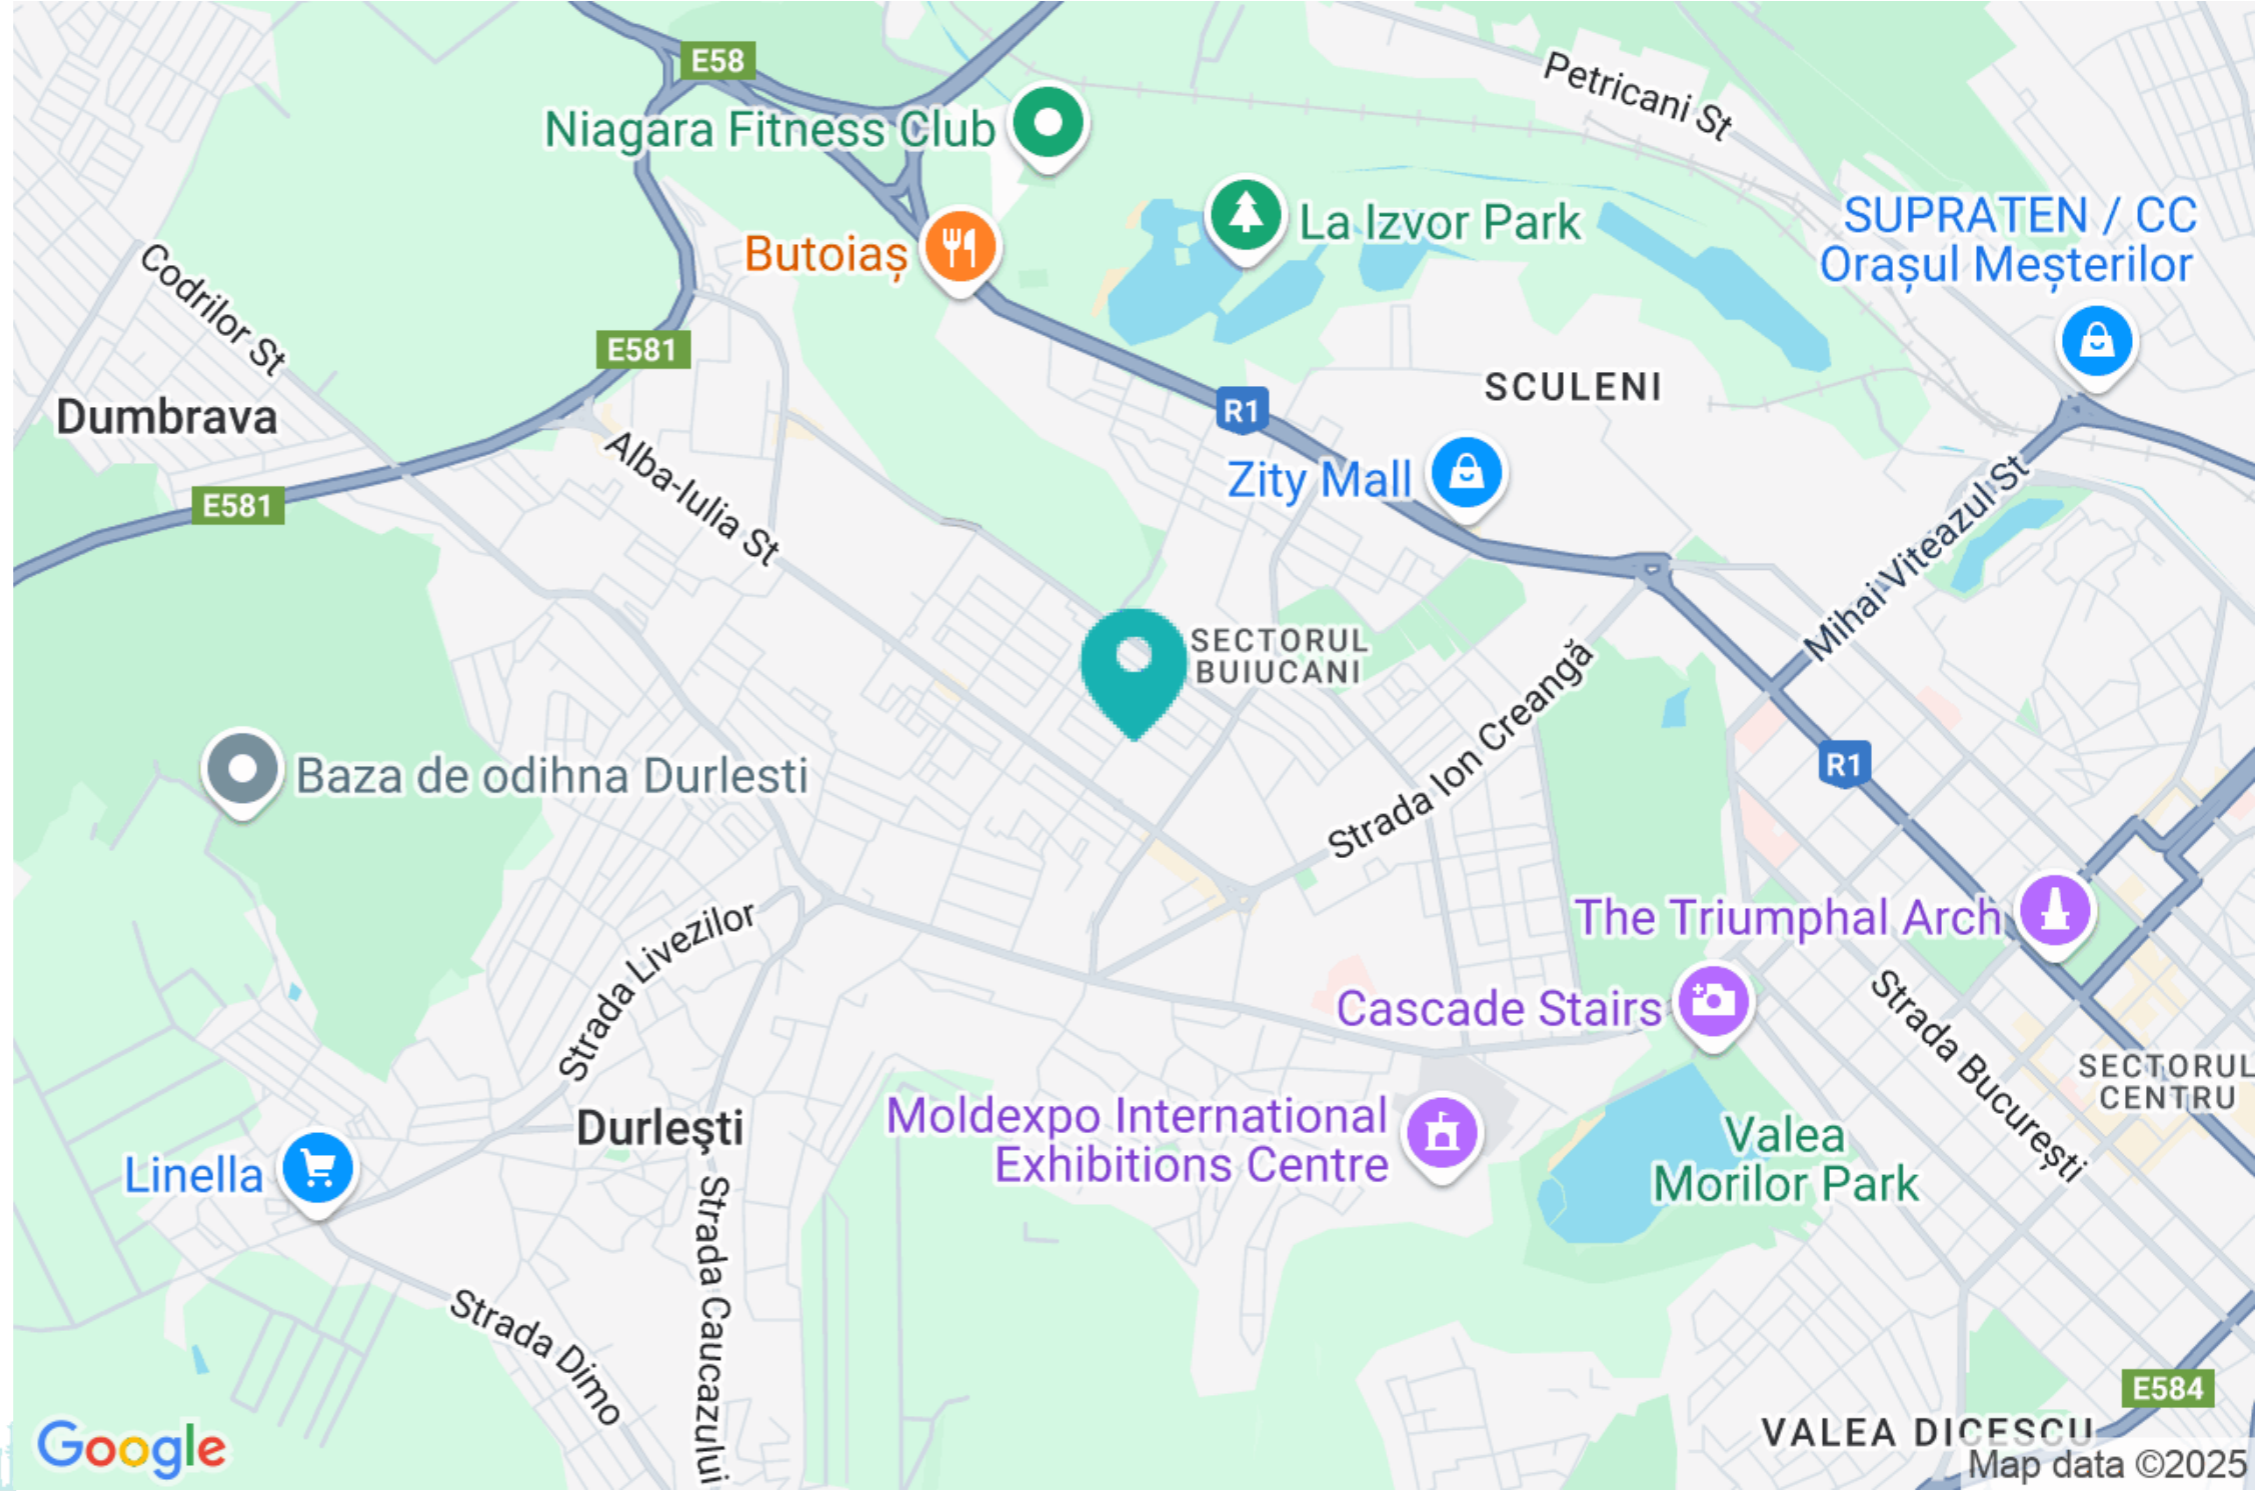 E58
Petricani St
Niagara Fitness Club
La Izvor Park
SUPRATEN / CC
Orașul Meșterilor
Butoiaș
Codrilor St
E581
SCULENI
Dumbrava
R1
Alba-Iulia St
Zity Mall
E581
Mihai Viteazul St
SECTORUL
BUIUCANI
Strada Ion Creangă
Baza de odihna Durlesti
R1
Strada Livezilor
The Triumphal Arch
Cascade Stairs
Strada București
SECTORUL
CENTRU
Durlești
Moldexpo International
Exhibitions Centre
Valea
Morilor Park
Linella
Strada Caucazului
Strada Dimo
E584
VALEA DICESCU
Google
Map data ©2025